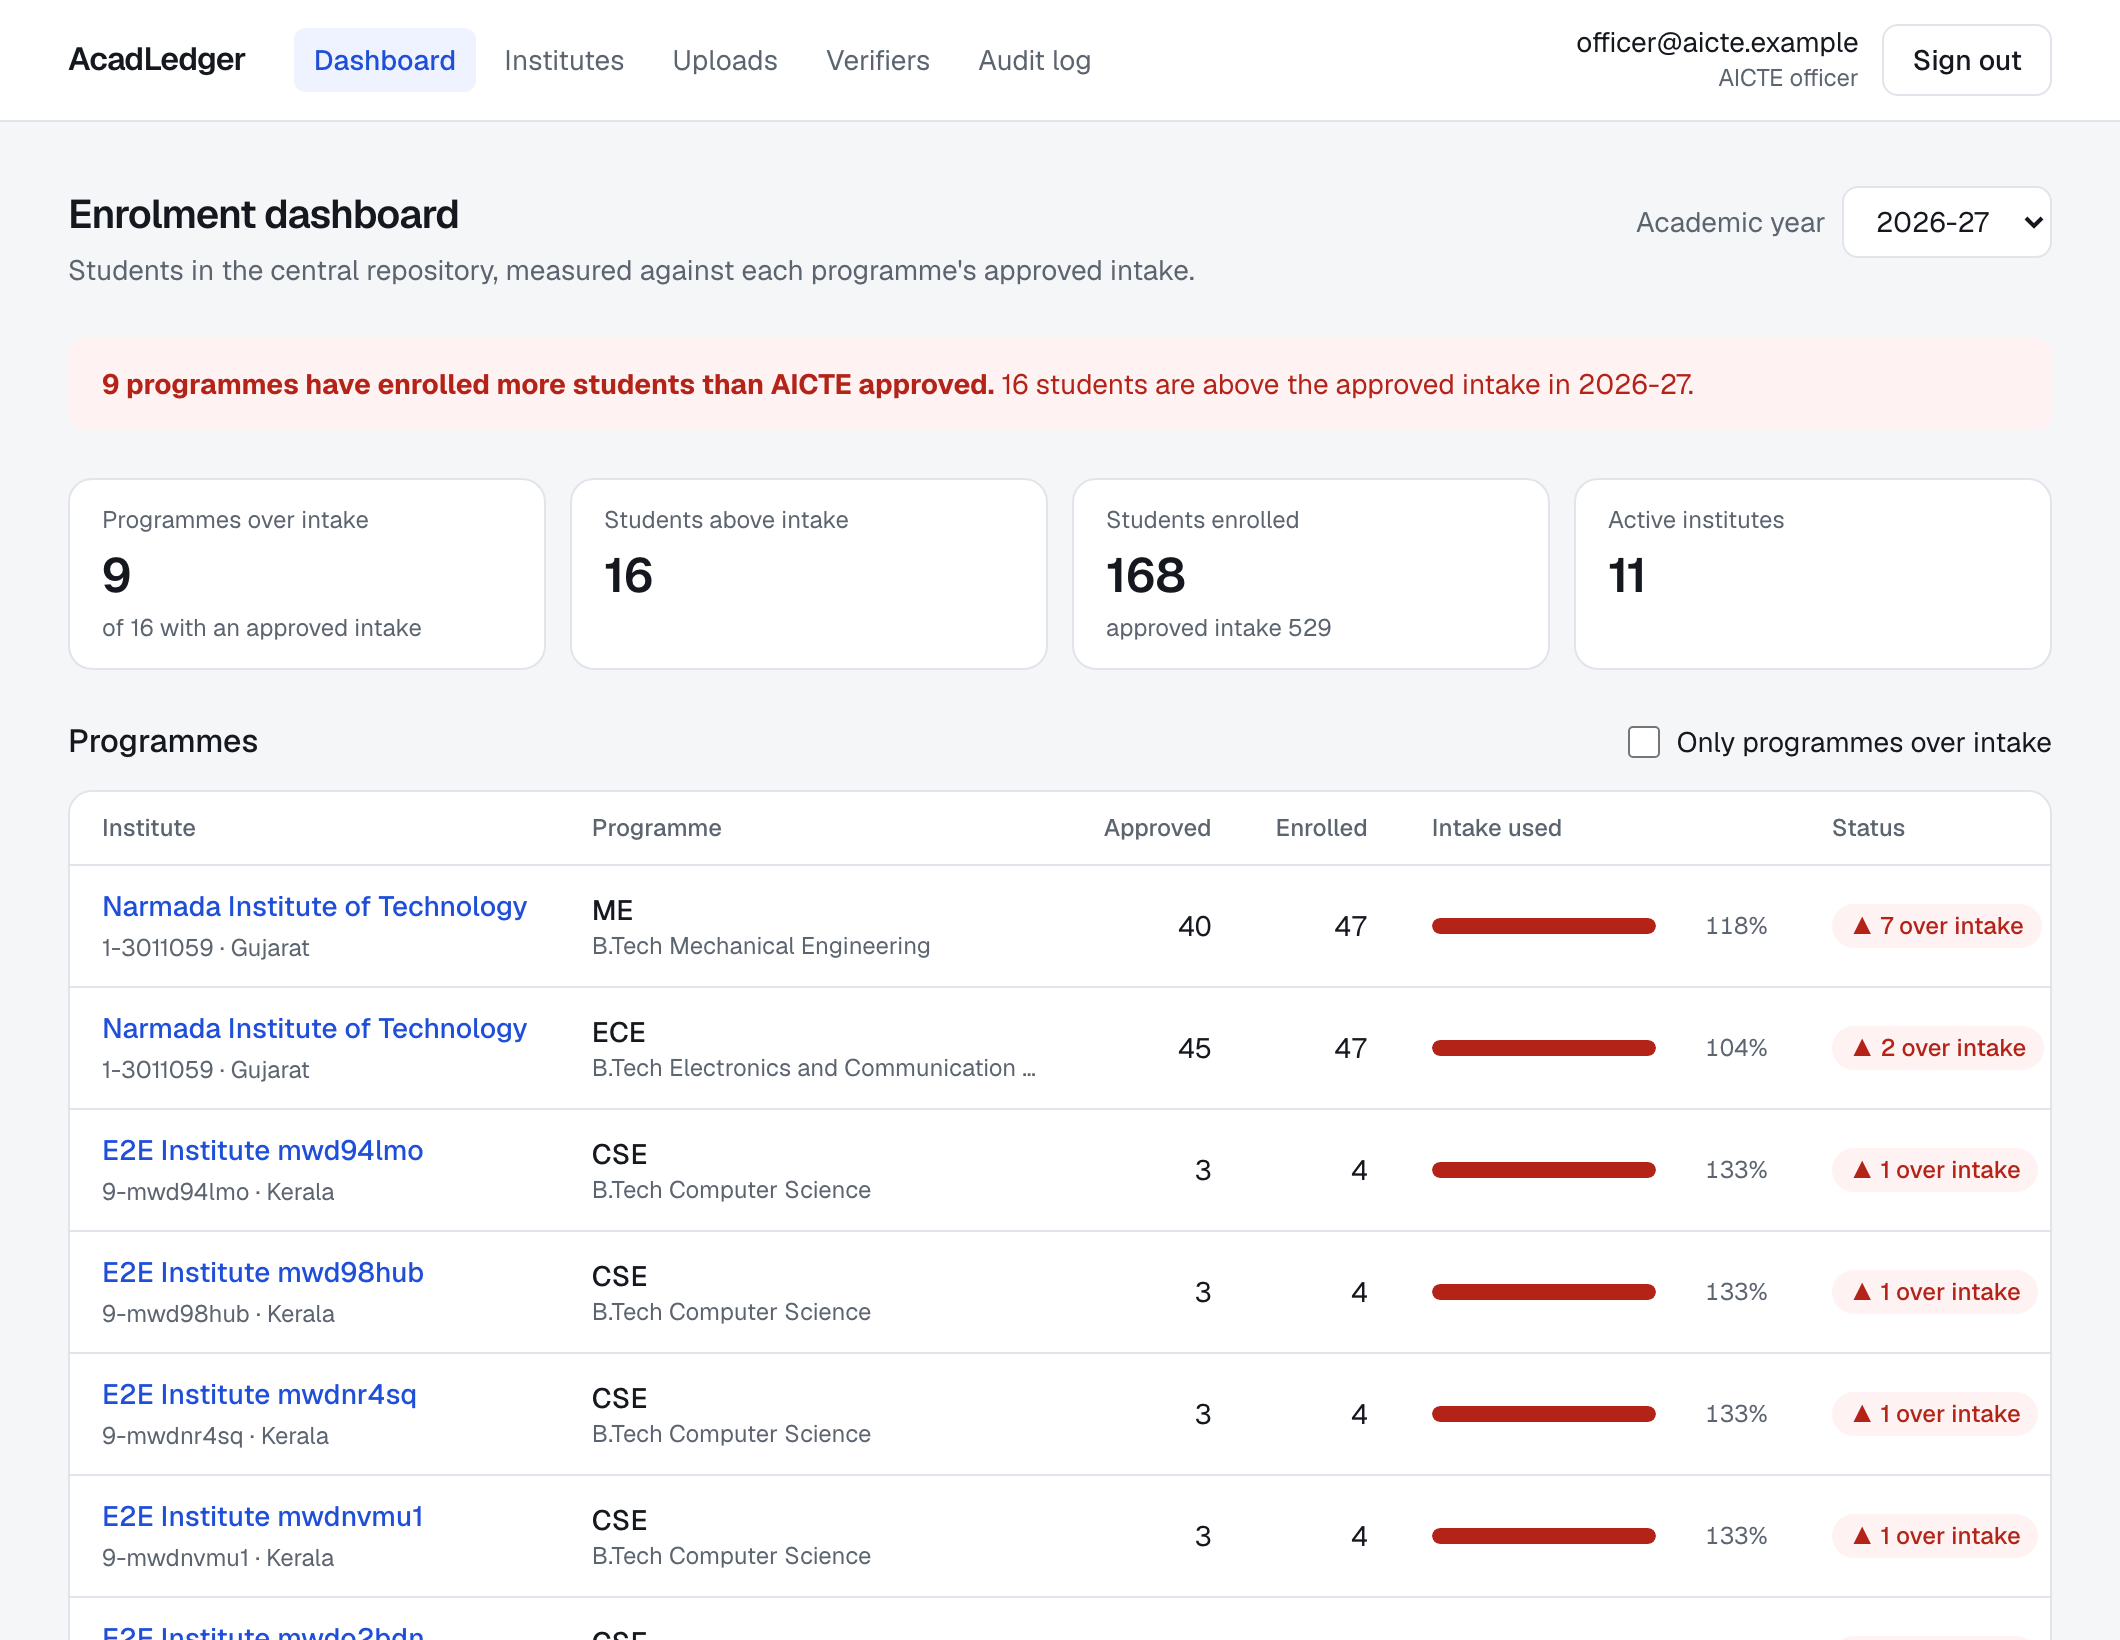 AcadLedger Dashboard Institutes Uploads Verifiers Audit log officer@aicte.example Sign out
AICTE officer
Enrolment dashboard
Academic year 2026-27
Students in the central repository, measured against each programme's approved intake.
9 programmes have enrolled more students than AICTE approved. 16 students are above the approved intake in 2026-27.
Programmes over intake
9
of 16 with an approved intake
Students above intake
16
Students enrolled
168
approved intake 529
Active institutes
11
Programmes
Only programmes over intake
Institute Programme Approved Enrolled Intake used Status
Narmada Institute of Technology ME 40 47 118% ▲ 7 over intake
1-3011059 · Gujarat B.Tech Mechanical Engineering
Narmada Institute of Technology ECE 45 47 104% ▲ 2 over intake
1-3011059 · Gujarat B.Tech Electronics and Communication ...
E2E Institute mwd94lmo CSE 3 4 133% ▲ 1 over intake
9-mwd94lmo · Kerala B.Tech Computer Science
E2E Institute mwd98hub CSE 3 4 133% ▲ 1 over intake
9-mwd98hub · Kerala B.Tech Computer Science
E2E Institute mwdnr4sq CSE 3 4 133% ▲ 1 over intake
9-mwdnr4sq · Kerala B.Tech Computer Science
E2E Institute mwdnvmu1 CSE 3 4 133% ▲ 1 over intake
9-mwdnvmu1 · Kerala B.Tech Computer Science
E2E Institute CSE